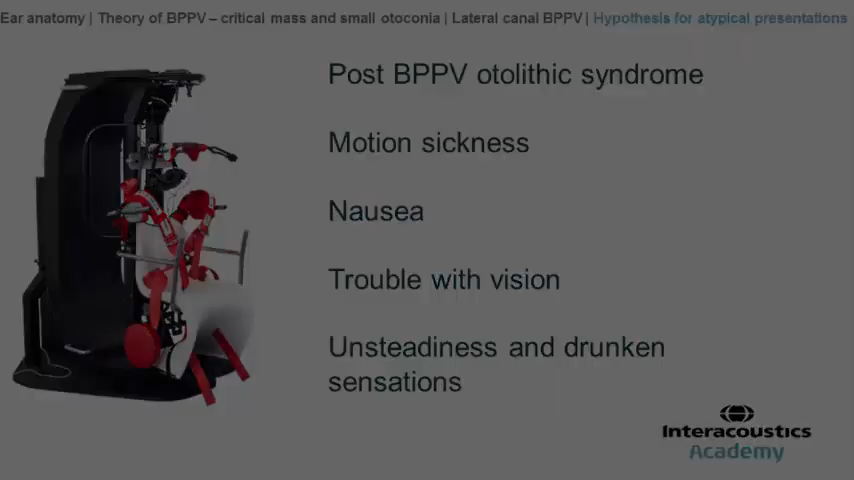 Ear anatomy | Theory of BPPV – critical mass and small otoconia | Lateral canal BPPV | Hypothesis for atypical presentations
Post BPPV otolithic syndrome
Motion sickness
Nausea
Trouble with vision
Unsteadiness and drunken
sensations
Interacoustics
Academy